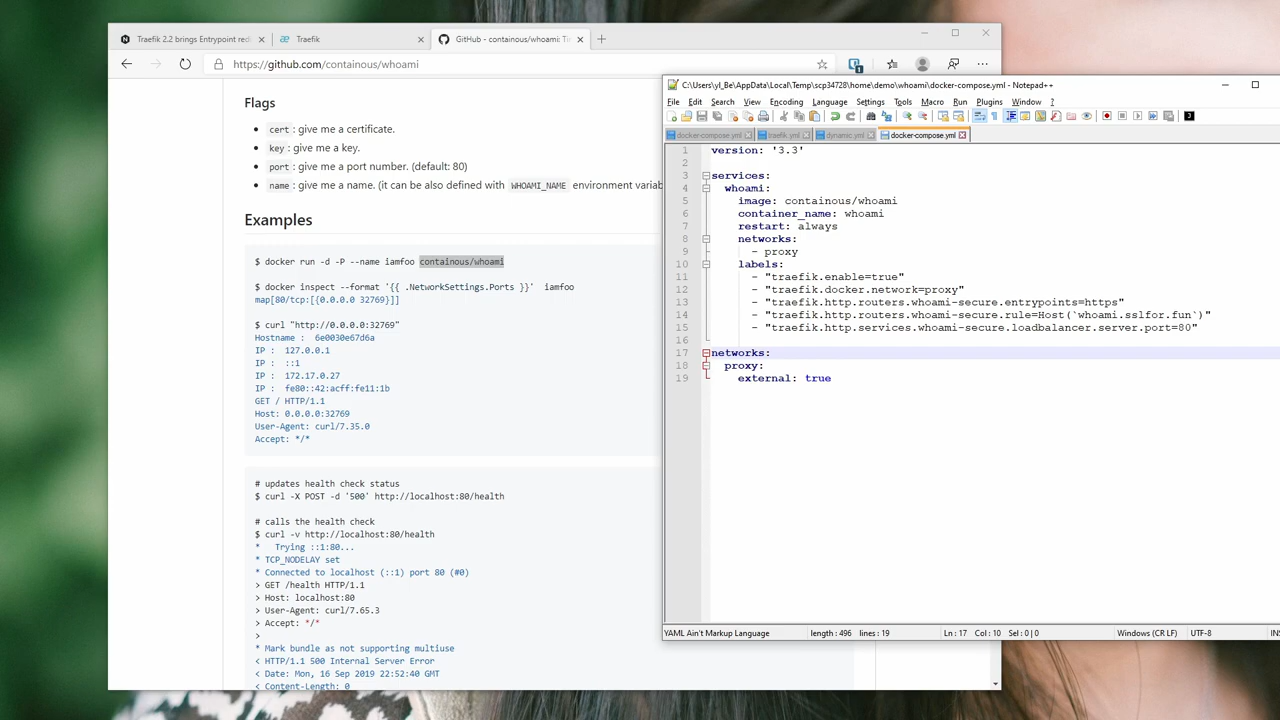 Traefik 2.2 brings Entrypoint red
Traefik
GitHub - containous/whoami: Ti
https://github.com/containous/whoami
1
Flags
cert : give me a certificate.
key : give me a key.
port : give me a port number. (default: 80)
name : give me a name. (it can be also defined with WHOAMI_NAME environment variab
Examples
$ docker run -d -P --name iamfoo containous/whoami
$ docker inspect --format '{{ .NetworkSettings.Ports }}'  iamfoo
map[80/tcp:[{0.0.0.0 32769}]]
$ curl "http://0.0.0.0:32769"
Hostname :  6e0030e67d6a
IP :  127.0.0.1
IP :  ::1
IP :  172.17.0.27
IP :  fe80::42:acff:fe11:1b
GET / HTTP/1.1
Host: 0.0.0.0:32769
User-Agent: curl/7.35.0
Accept: */*
# updates health check status
$ curl -X POST -d '500' http://localhost:80/health
# calls the health check
$ curl -v http://localhost:80/health
*   Trying ::1:80...
* TCP_NODELAY set
* Connected to localhost (::1) port 80 (#0)
> GET /health HTTP/1.1
> Host: localhost:80
> User-Agent: curl/7.65.3
> Accept: */*
>
* Mark bundle as not supporting multiuse
< HTTP/1.1 500 Internal Server Error
< Date: Mon, 16 Sep 2019 22:52:40 GMT
< Content-Length: 0
C:\Users\yl_Be\AppData\Local\Temp\scp34728\home\demo\whoami\docker-compose.yml - Notepad++
File Edit Search View Encoding Language Settings Tools Macro Run Plugins Window ?
docker-compose.yml traefik.yml dynamic.yml docker-compose.yml
1 version: '3.3'
2
3 services:
4 whoami:
5 image: containous/whoami
6 container_name: whoami
7 restart: always
8 networks:
9 - proxy
10 labels:
11 - "traefik.enable=true"
12 - "traefik.docker.network=proxy"
13 - "traefik.http.routers.whoami-secure.entrypoints=https"
14 - "traefik.http.routers.whoami-secure.rule=Host(`whoami.sslfor.fun`)"
15 - "traefik.http.services.whoami-secure.loadbalancer.server.port=80"
16
17 networks:
18 proxy:
19 external: true
YAML Ain't Markup Language length : 496 lines : 19 Ln : 17 Col : 10 Sel : 0 | 0 Windows (CR LF) UTF-8 INS